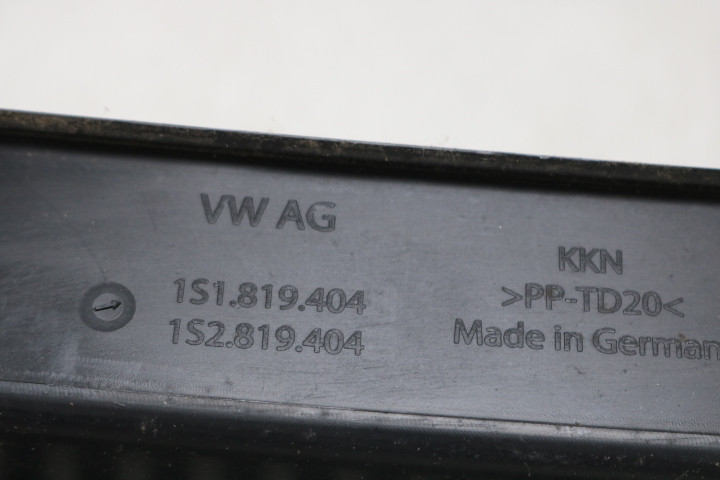 VW AG
1S1.819.404
1S2.819.404
KKN
>PP-TD20<
Made in German